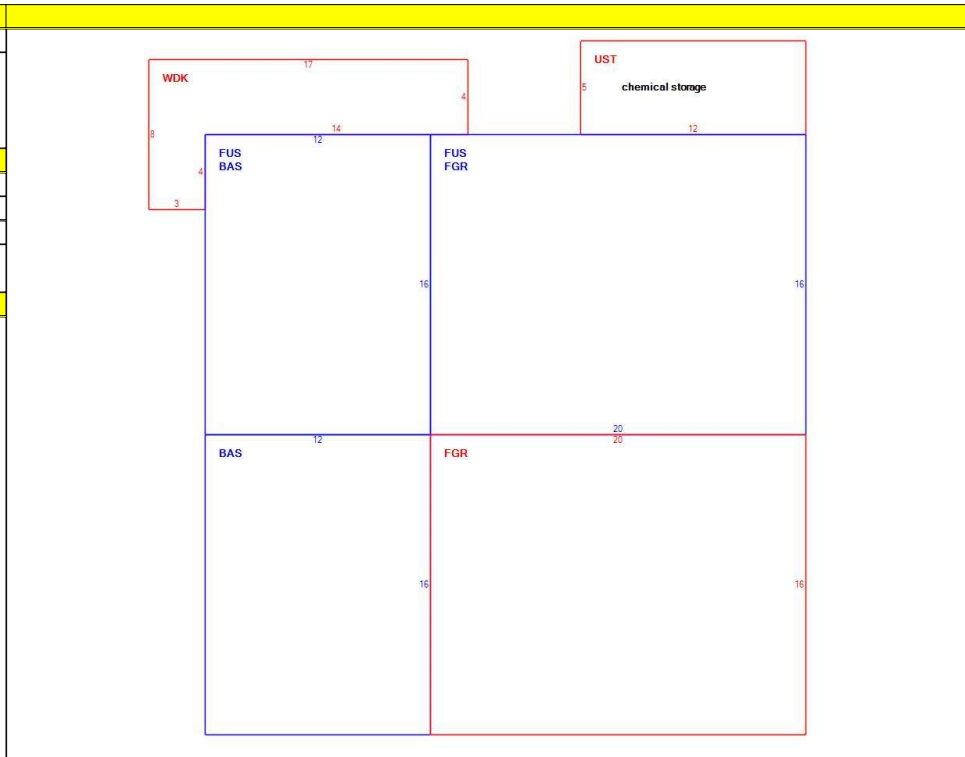 17
UST
WDK
5
chemical storage
4
14
12
8
12
FUS
BAS
FUS
FGR
4
3
16
16
20
12
20
BAS
FGR
16
16